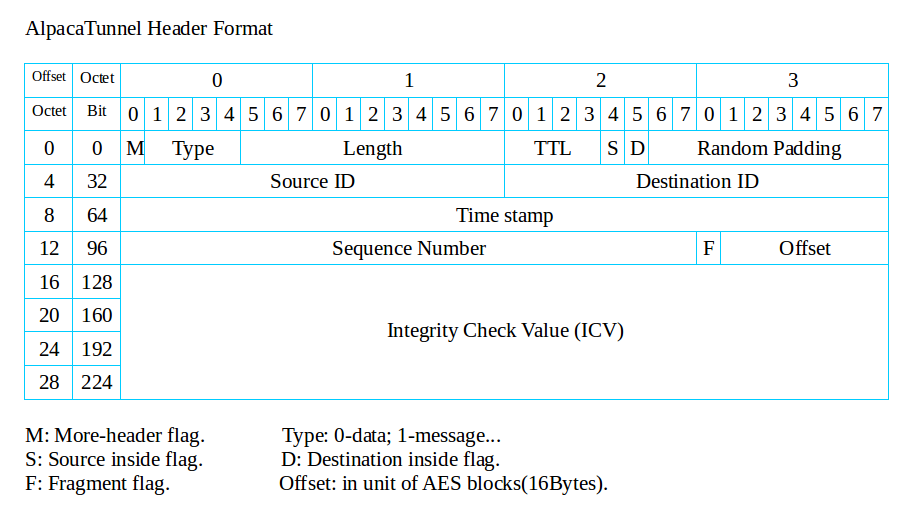 AlpacaTunnel Header Format
Offset Octet 0 1 2 3
Octet Bit 0 1 2 3 4 5 6 7 0 1 2 3 4 5 6 7 0 1 2 3 4 5 6 7 0 1 2 3 4 5 6 7
0 0 M Type Length TTL S D Random Padding
4 32 Source ID Destination ID
8 64 Time stamp
12 96 Sequence Number F Offset
16 128
20 160
Integrity Check Value (ICV)
24 192
28 224
M: More-header flag. Type: 0-data; 1-message...
S: Source inside flag. D: Destination inside flag.
F: Fragment flag. Offset: in unit of AES blocks(16Bytes).